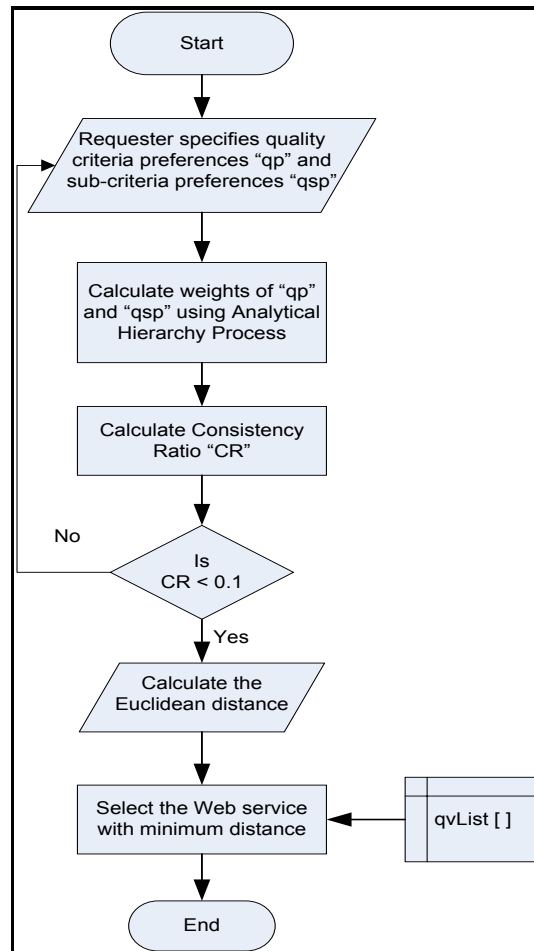 Start
Requester specifies quality
criteria preferences “qp” and
sub-criteria preferences “qsp”
Calculate weights of “qp”
and “qsp” using Analytical
Hierarchy Process
Calculate Consistency
Ratio “CR”
No
Is
CR < 0.1
Yes
Calculate the
Euclidean distance
Select the Web service
with minimum distance
qvList [ ]
End